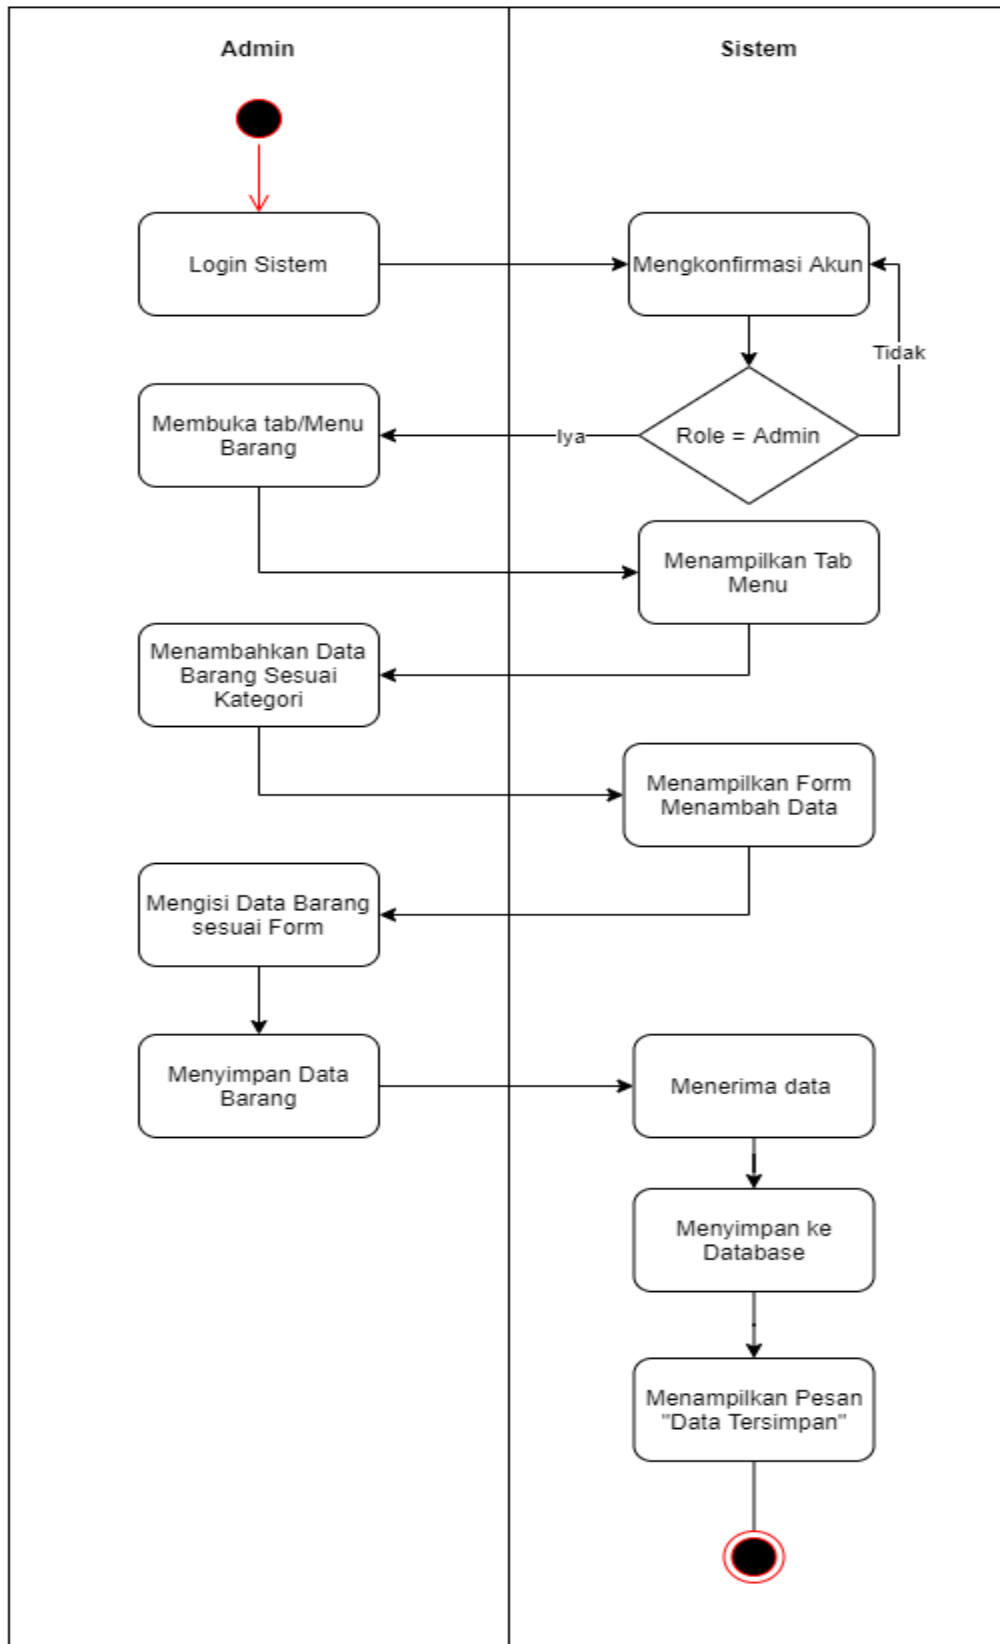 Admin
Sistem
Login Sistem
Mengkonfirmasi Akun
Tidak
Role = Admin
Iya
Membuka tab/Menu
Barang
Menampilkan Tab
Menu
Menambahkan Data
Barang Sesuai
Kategori
Menampilkan Form
Menambah Data
Mengisi Data Barang
sesuai Form
Menyimpan Data
Barang
Menerima data
Menyimpan ke
Database
Menampilkan Pesan
"Data Tersimpan"